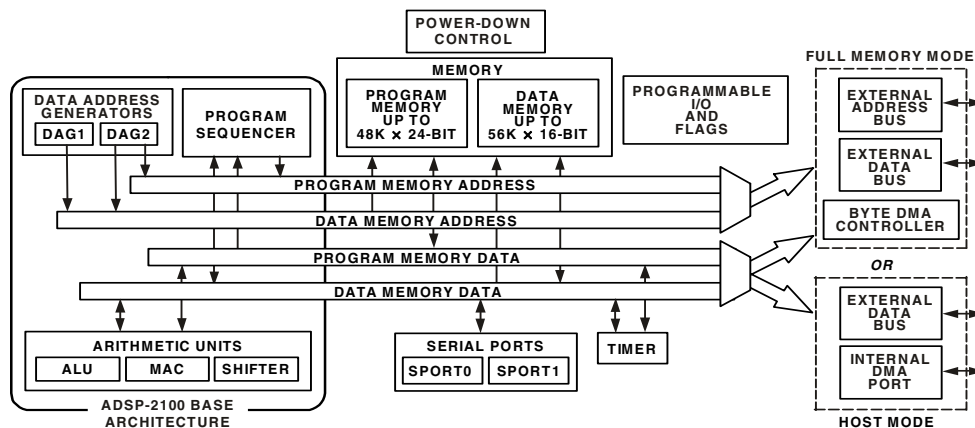 POWER-DOWN
CONTROL
MEMORY
PROGRAM
MEMORY
UP TO
48K × 24-BIT
DATA
MEMORY
UP TO
56K × 16-BIT
PROGRAMMABLE
I/O
AND
FLAGS
FULL MEMORY MODE
EXTERNAL
ADDRESS
BUS
EXTERNAL
DATA
BUS
BYTE DMA
CONTROLLER
OR
EXTERNAL
DATA
BUS
INTERNAL
DMA
PORT
HOST MODE
DATA ADDRESS
GENERATORS
DAG1
DAG2
PROGRAM
SEQUENCER
PROGRAM MEMORY ADDRESS
DATA MEMORY ADDRESS
PROGRAM MEMORY DATA
DATA MEMORY DATA
ARITHMETIC UNITS
ALU
MAC
SHIFTER
SERIAL PORTS
SPORT0
SPORT1
TIMER
ADSP-2100 BASE
ARCHITECTURE